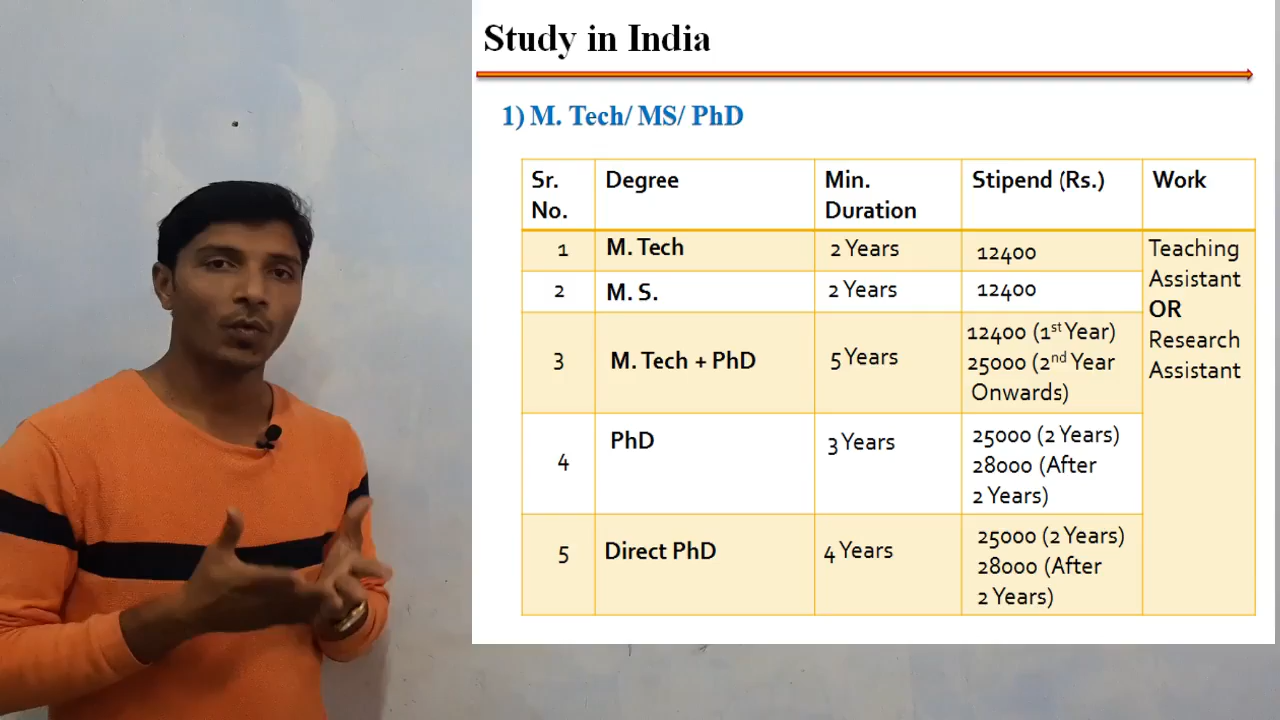 Study in India
1) M. Tech/ MS/ PhD
Sr. No. Degree Min. Duration Stipend (Rs.) Work
1 M. Tech 2 Years 12400 Teaching Assistant OR Research Assistant
2 M. S. 2 Years 12400
3 M. Tech + PhD 5 Years 12400 (1st Year) 25000 (2nd Year Onwards)
4 PhD 3 Years 25000 (2 Years) 28000 (After 2 Years)
5 Direct PhD 4 Years 25000 (2 Years) 28000 (After 2 Years)